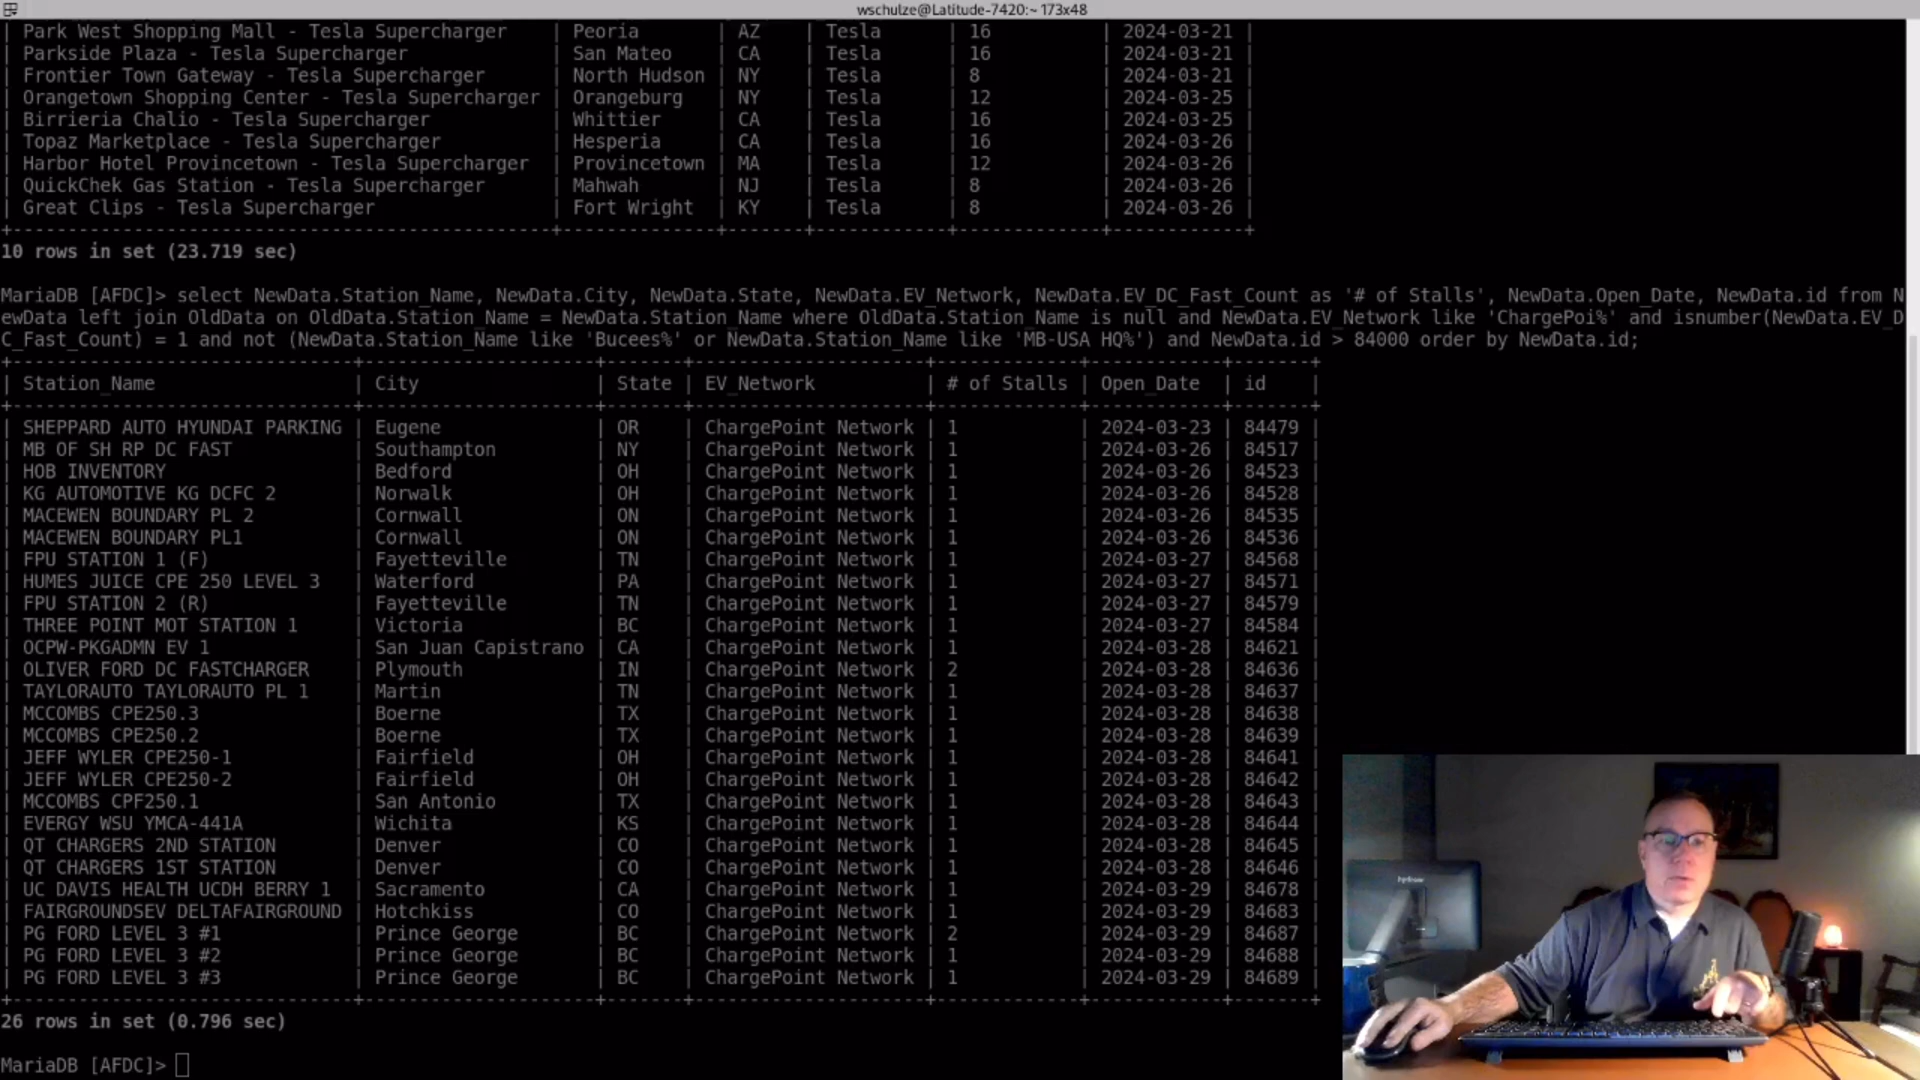 wschulze@Latitude-7420:~ 173x48
| Park West Shopping Mall - Tesla Supercharger | Peoria | AZ | Tesla | 16 | 2024-03-21 |
| Parkside Plaza - Tesla Supercharger | San Mateo | CA | Tesla | 16 | 2024-03-21 |
| Frontier Town Gateway - Tesla Supercharger | North Hudson | NY | Tesla | 8 | 2024-03-21 |
| Orangetown Shopping Center - Tesla Supercharger | Orangeburg | NY | Tesla | 12 | 2024-03-25 |
| Birrieria Chalio - Tesla Supercharger | Whittier | CA | Tesla | 16 | 2024-03-25 |
| Topaz Marketplace - Tesla Supercharger | Hesperia | CA | Tesla | 16 | 2024-03-26 |
| Harbor Hotel Provincetown - Tesla Supercharger | Provincetown | MA | Tesla | 12 | 2024-03-26 |
| QuickChek Gas Station - Tesla Supercharger | Mahwah | NJ | Tesla | 8 | 2024-03-26 |
| Great Clips - Tesla Supercharger | Fort Wright | KY | Tesla | 8 | 2024-03-26 |
10 rows in set (23.719 sec)
MariaDB [AFDC]> select NewData.Station_Name, NewData.City, NewData.State, NewData.EV_Network, NewData.EV_DC_Fast_Count as '# of Stalls', NewData.Open_Date, NewData.id from N
ewData left join OldData on OldData.Station_Name = NewData.Station_Name where OldData.Station_Name is null and NewData.EV_Network like 'ChargePoi%' and isnumber(NewData.EV_D
C_Fast_Count) = 1 and not (NewData.Station_Name like 'Bucees%' or NewData.Station_Name like 'MB-USA HQ%') and NewData.id > 84000 order by NewData.id;
| Station_Name | City | State | EV_Network | # of Stalls | Open_Date | id |
| SHEPPARD AUTO HYUNDAI PARKING | Eugene | OR | ChargePoint Network | 1 | 2024-03-23 | 84479 |
| MB OF SH RP DC FAST | Southampton | NY | ChargePoint Network | 1 | 2024-03-26 | 84517 |
| HOB INVENTORY | Bedford | OH | ChargePoint Network | 1 | 2024-03-26 | 84523 |
| KG AUTOMOTIVE KG DCFC 2 | Norwalk | OH | ChargePoint Network | 1 | 2024-03-26 | 84528 |
| MACEWEN BOUNDARY PL 2 | Cornwall | ON | ChargePoint Network | 1 | 2024-03-26 | 84535 |
| MACEWEN BOUNDARY PL1 | Cornwall | ON | ChargePoint Network | 1 | 2024-03-26 | 84536 |
| FPU STATION 1 (F) | Fayetteville | TN | ChargePoint Network | 1 | 2024-03-27 | 84568 |
| HUMES JUICE CPE 250 LEVEL 3 | Waterford | PA | ChargePoint Network | 1 | 2024-03-27 | 84571 |
| FPU STATION 2 (R) | Fayetteville | TN | ChargePoint Network | 1 | 2024-03-27 | 84579 |
| THREE POINT MOT STATION 1 | Victoria | BC | ChargePoint Network | 1 | 2024-03-27 | 84584 |
| OCPW-PKGADMN EV 1 | San Juan Capistrano | CA | ChargePoint Network | 1 | 2024-03-28 | 84621 |
| OLIVER FORD DC FASTCHARGER | Plymouth | IN | ChargePoint Network | 2 | 2024-03-28 | 84636 |
| TAYLORAUTO TAYLORAUTO PL 1 | Martin | TN | ChargePoint Network | 1 | 2024-03-28 | 84637 |
| MCCOMBS CPE250.3 | Boerne | TX | ChargePoint Network | 1 | 2024-03-28 | 84638 |
| MCCOMBS CPE250.2 | Boerne | TX | ChargePoint Network | 1 | 2024-03-28 | 84639 |
| JEFF WYLER CPE250-1 | Fairfield | OH | ChargePoint Network | 1 | 2024-03-28 | 84641 |
| JEFF WYLER CPE250-2 | Fairfield | OH | ChargePoint Network | 1 | 2024-03-28 | 84642 |
| MCCOMBS CPF250.1 | San Antonio | TX | ChargePoint Network | 1 | 2024-03-28 | 84643 |
| EVERGY WSU YMCA-441A | Wichita | KS | ChargePoint Network | 1 | 2024-03-28 | 84644 |
| QT CHARGERS 2ND STATION | Denver | CO | ChargePoint Network | 1 | 2024-03-28 | 84645 |
| QT CHARGERS 1ST STATION | Denver | CO | ChargePoint Network | 1 | 2024-03-28 | 84646 |
| UC DAVIS HEALTH UCDH BERRY 1 | Sacramento | CA | ChargePoint Network | 1 | 2024-03-29 | 84678 |
| FAIRGROUNDSEV DELTAFAIRGROUND | Hotchkiss | CO | ChargePoint Network | 1 | 2024-03-29 | 84683 |
| PG FORD LEVEL 3 #1 | Prince George | BC | ChargePoint Network | 2 | 2024-03-29 | 84687 |
| PG FORD LEVEL 3 #2 | Prince George | BC | ChargePoint Network | 1 | 2024-03-29 | 84688 |
| PG FORD LEVEL 3 #3 | Prince George | BC | ChargePoint Network | 1 | 2024-03-29 | 84689 |
26 rows in set (0.796 sec)
MariaDB [AFDC]>